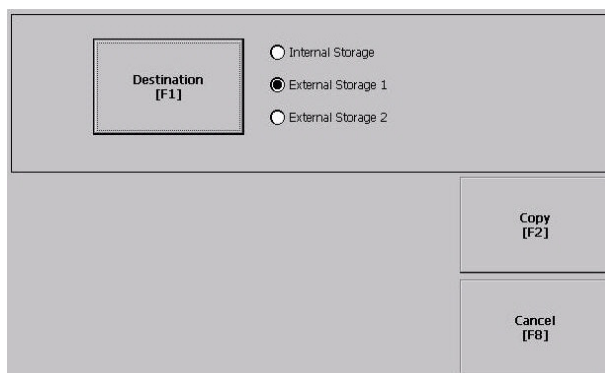 Destination
[F1]
Internal Storage
External Storage 1
External Storage 2
Copy
[F2]
Cancel
[F8]